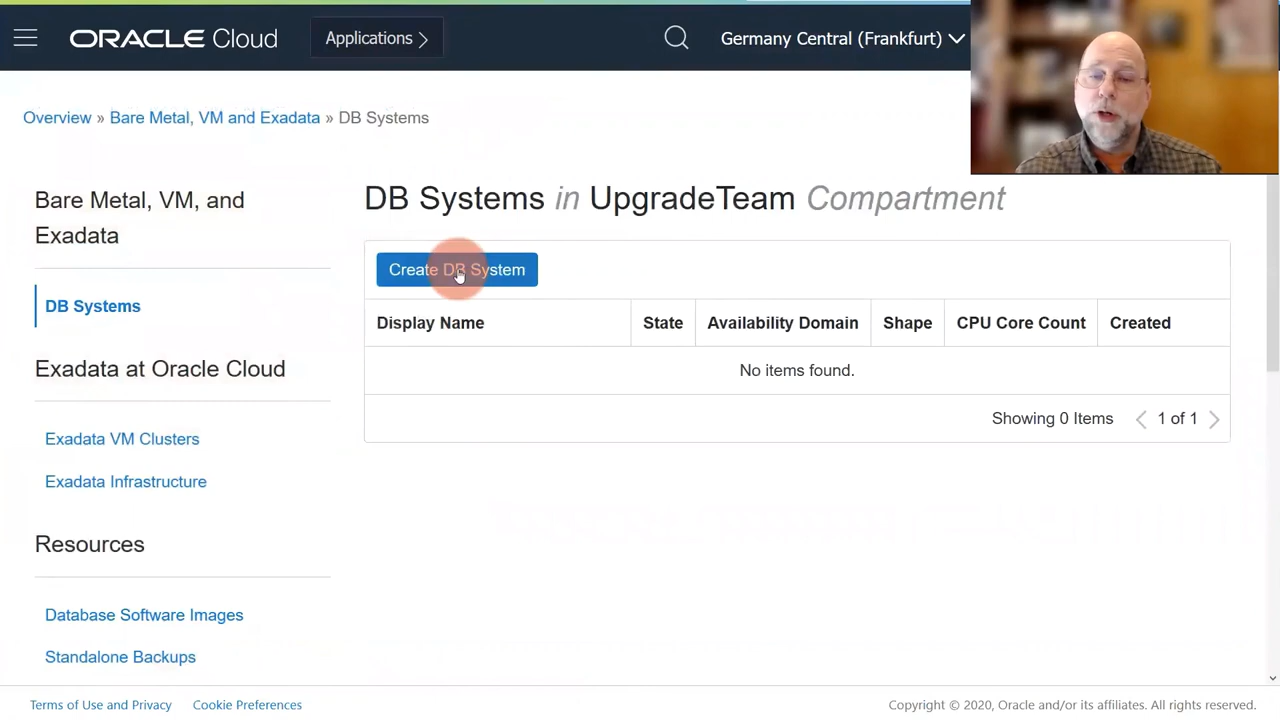 ORACLE Cloud
Applications
Germany Central (Frankfurt)
Overview » Bare Metal, VM and Exadata » DB Systems
Bare Metal, VM, and
Exadata
DB Systems
Exadata at Oracle Cloud
Exadata VM Clusters
Exadata Infrastructure
Resources
Database Software Images
Standalone Backups
DB Systems in UpgradeTeam Compartment
Create DB System
Display Name State Availability Domain Shape CPU Core Count Created
No items found.
Showing 0 Items 1 of 1
Terms of Use and Privacy Cookie Preferences
Copyright © 2020, Oracle and/or its affiliates. All rights reserved.